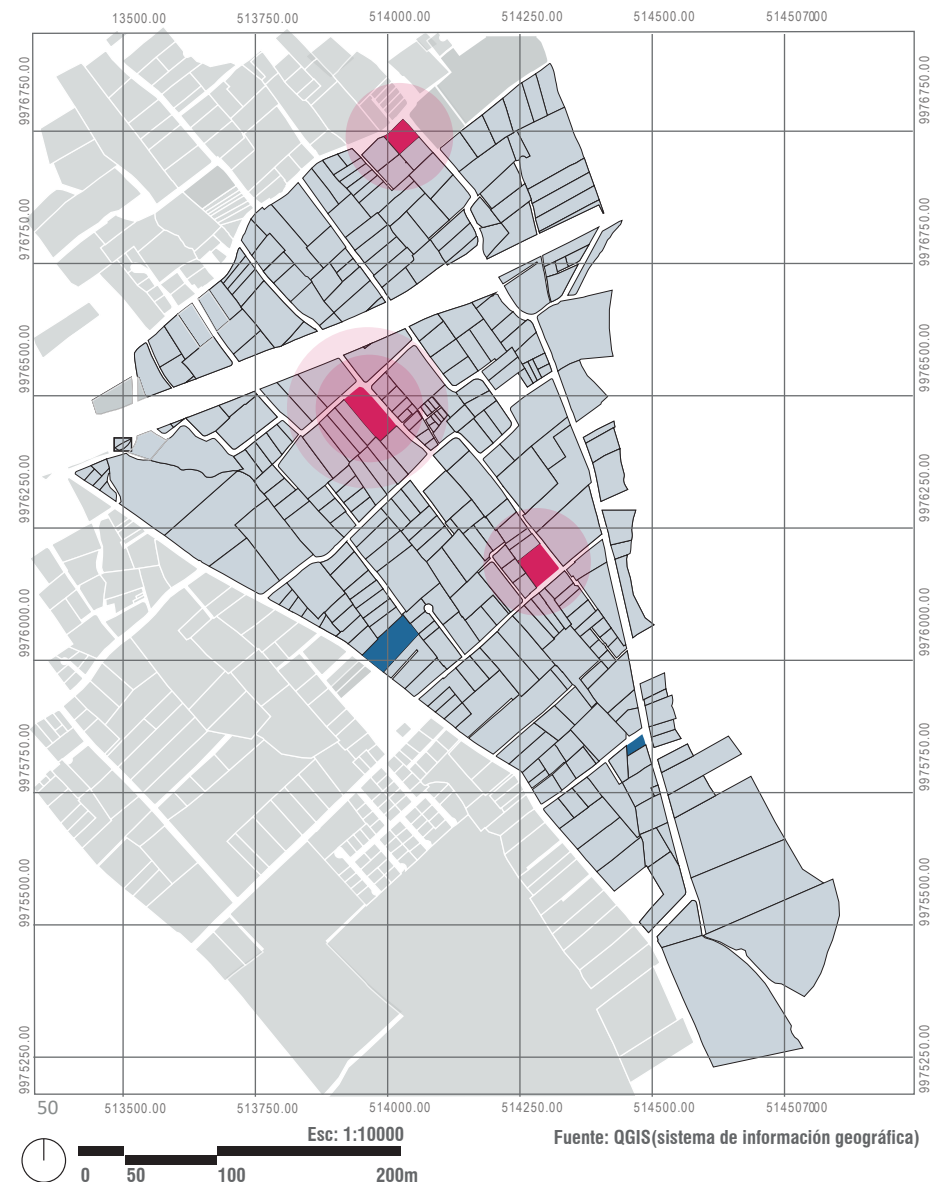 13500.00 513750.00 514000.00 514250.00 514500.00 514507?00
9976750.00 9976750.00
976750.00 9976750.00
9976500.00 9976500.00
9976250.00 9976250.00
9976000.00 9976000.00
9975750.00 9975750.00
9975500.00 9975500.00
9975250.00 9975250.00
50 513500.00 513750.00 514000.00 514250.00 514500.00
Esc: 1:10000
Fuente: QGIS(sistema de información geográfica)
0 50 100 200m